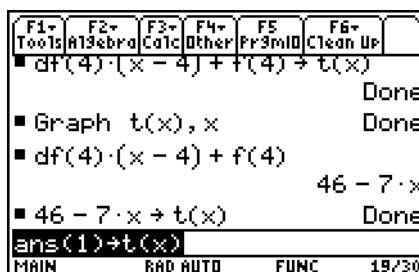 F1▾ F2▾ F3▾ F4▾ F5 F6▾
Tools Algebra Calc Other PrgmIO Clean Up
▪ df(4)·(x − 4) + f(4) → t(x)
Done
▪ Graph t(x),x Done
▪ df(4)·(x − 4) + f(4)
46 − 7·x
▪ 46 − 7·x → t(x) Done
ans(1)→t(x)
MAIN RAD AUTO FUNC 19/30